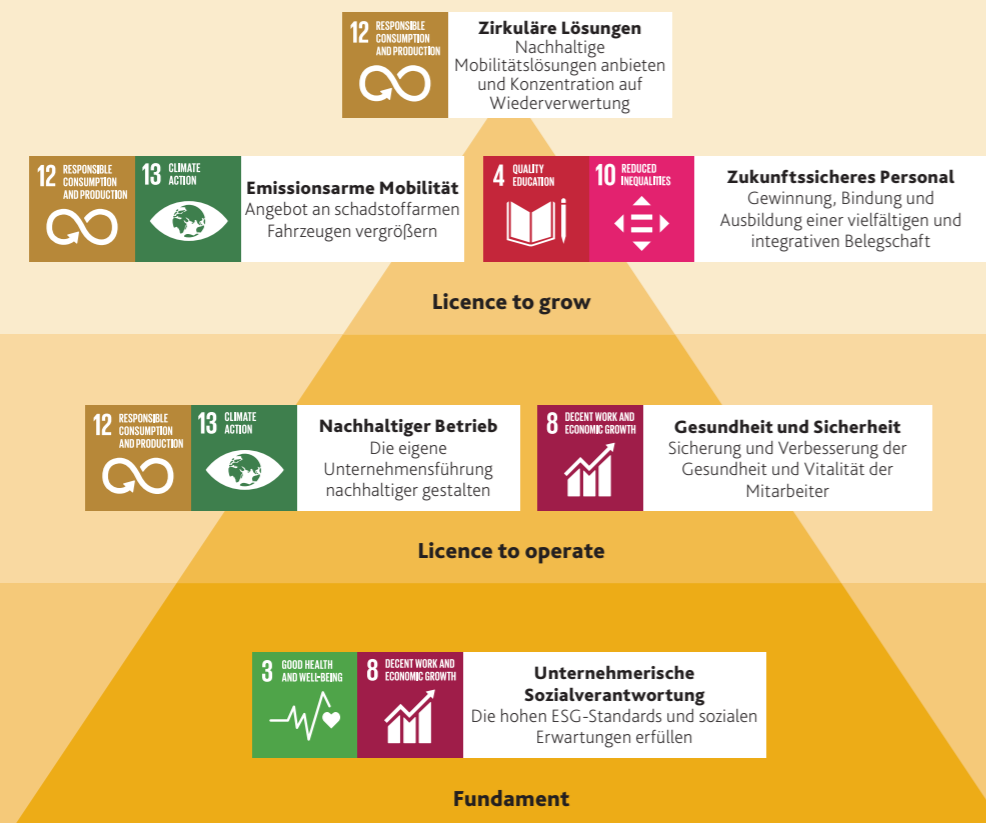 12 RESPONSIBLE
CONSUMPTION
AND PRODUCTION
Zirkuläre Lösungen
Nachhaltige
Mobilitätslösungen anbieten
und Konzentration auf
Wiederverwertung
12 RESPONSIBLE
CONSUMPTION
AND PRODUCTION
13 CLIMATE
ACTION
Emissionsarme Mobilität
Angebot an schadstoffarmen
Fahrzeugen vergrößern
4 QUALITY
EDUCATION
10 REDUCED
INEQUALITIES
Zukunftssicheres Personal
Gewinnung, Bindung und
Ausbildung einer vielfältigen und
integrativen Belegschaft
Licence to grow
12 RESPONSIBLE
CONSUMPTION
AND PRODUCTION
13 CLIMATE
ACTION
Nachhaltiger Betrieb
Die eigene
Unternehmensführung
nachhaltiger gestalten
8 DECENT WORK AND
ECONOMIC GROWTH
Gesundheit und Sicherheit
Sicherung und Verbesserung der
Gesundheit und Vitalität der
Mitarbeiter
Licence to operate
3 GOOD HEALTH
AND WELL-BEING
8 DECENT WORK AND
ECONOMIC GROWTH
Unternehmerische
Sozialverantwortung
Die hohen ESG-Standards und sozialen
Erwartungen erfüllen
Fundament